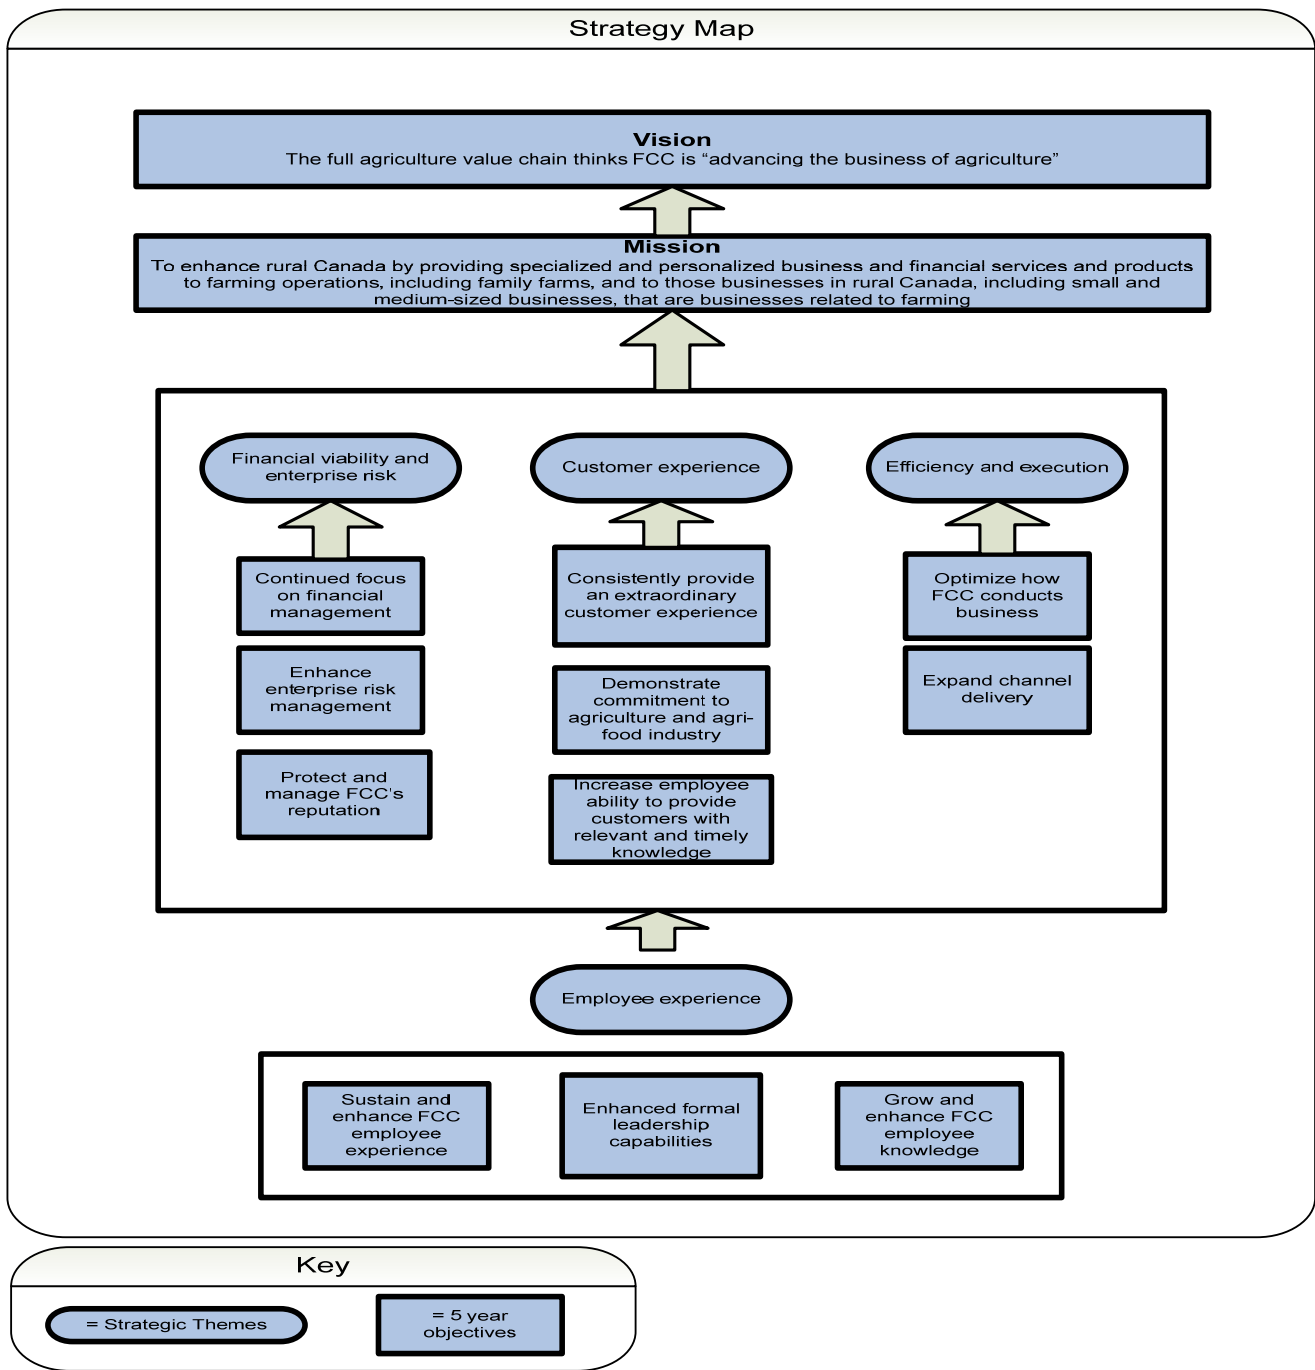 Strategy Map
Vision
The full agriculture value chain thinks FCC is “advancing the business of agriculture”
Mission
To enhance rural Canada by providing specialized and personalized business and financial services and products
to farming operations, including family farms, and to those businesses in rural Canada, including small and
medium-sized businesses, that are businesses related to farming
Financial viability and
enterprise risk
Customer experience
Efficiency and execution
Continued focus
on financial
management
Consistently provide
an extraordinary
customer experience
Optimize how
FCC conducts
business
Enhance
enterprise risk
management
Demonstrate
commitment to
agriculture and agri-
food industry
Expand channel
delivery
Protect and
manage FCC's
reputation
Increase employee
ability to provide
customers with
relevant and timely
knowledge
Employee experience
Sustain and
enhance FCC
employee
experience
Enhanced formal
leadership
capabilities
Grow and
enhance FCC
employee
knowledge
Key
= Strategic Themes
= 5 year
objectives